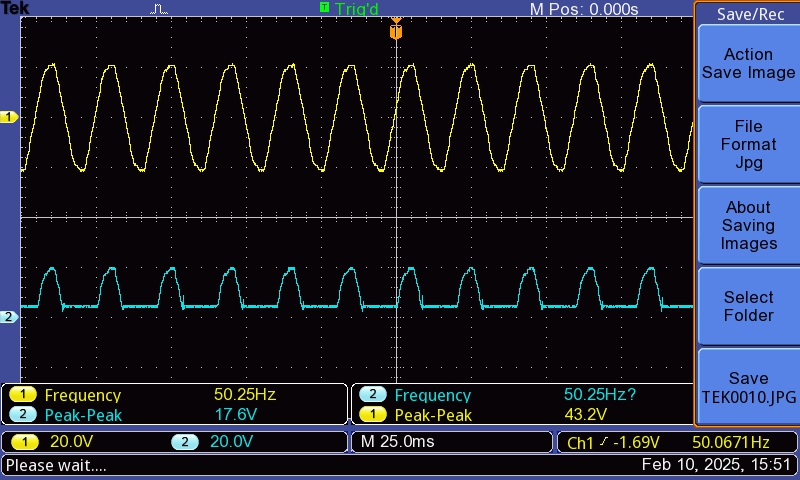 Tek Trig'd M Pos: 0.000s
Save/Rec
T
T
Action
Save Image
1
File
Format
Jpg
About
Saving
Images
2
Select
Folder
Save
TEK0010.JPG
1 Frequency 50.25Hz
2 Peak-Peak 17.6V
2 Frequency 50.25Hz?
1 Peak-Peak 43.2V
1 20.0V 2 20.0V M 25.0ms Ch1 -1.69V 50.0671Hz
Please wait.... Feb 10, 2025, 15:51